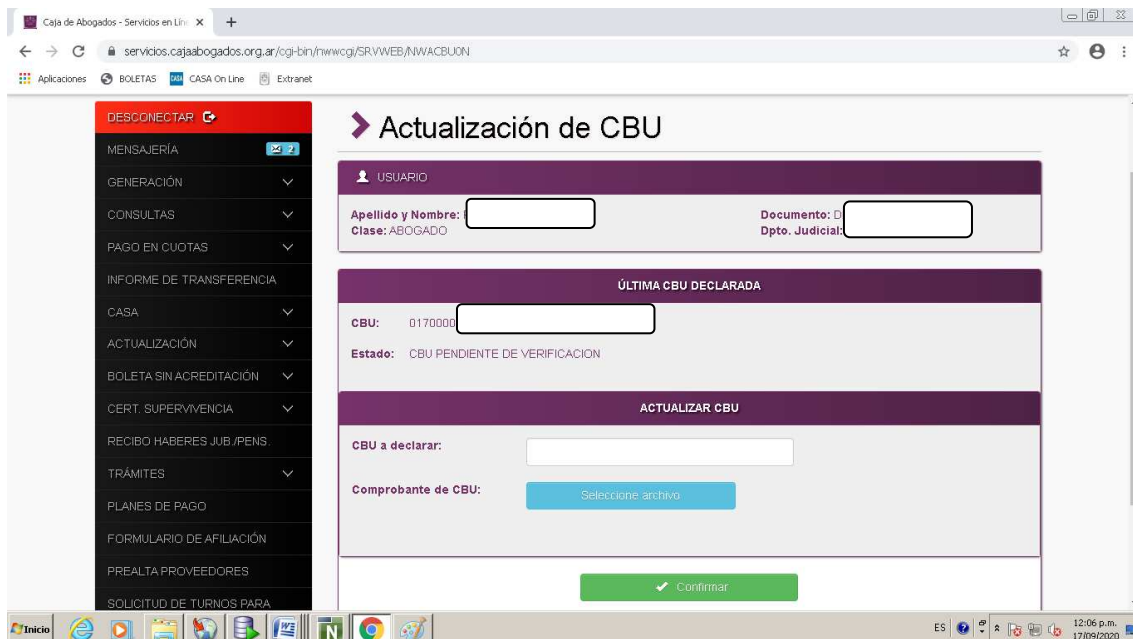 Caja de Abogados - Servicios en Lín
servicios.cajaabogados.org.ar/cgi-bin/nwwcgi/SRVWEB/NWACBU0N
Aplicaciones BOLETAS CASA CASA On Line Extranet
DESCONECTAR
MENSAJERÍA 2
GENERACIÓN
CONSULTAS
PAGO EN CUOTAS
INFORME DE TRANSFERENCIA
CASA
ACTUALIZACIÓN
BOLETA SIN ACREDITACIÓN
CERT. SUPERVIVENCIA
RECIBO HABERES JUB./PENS.
TRÁMITES
PLANES DE PAGO
FORMULARIO DE AFILIACIÓN
PREALTA PROVEEDORES
SOLICITUD DE TURNOS PARA
Actualización de CBU
USUARIO
Apellido y Nombre: Documento: D
Clase: ABOGADO Dpto. Judicial:
ÚLTIMA CBU DECLARADA
CBU: 0170000
Estado: CBU PENDIENTE DE VERIFICACION
ACTUALIZAR CBU
CBU a declarar:
Comprobante de CBU: Seleccione archivo
Confirmar
Inicio ES 12:06 p.m.
17/09/2020